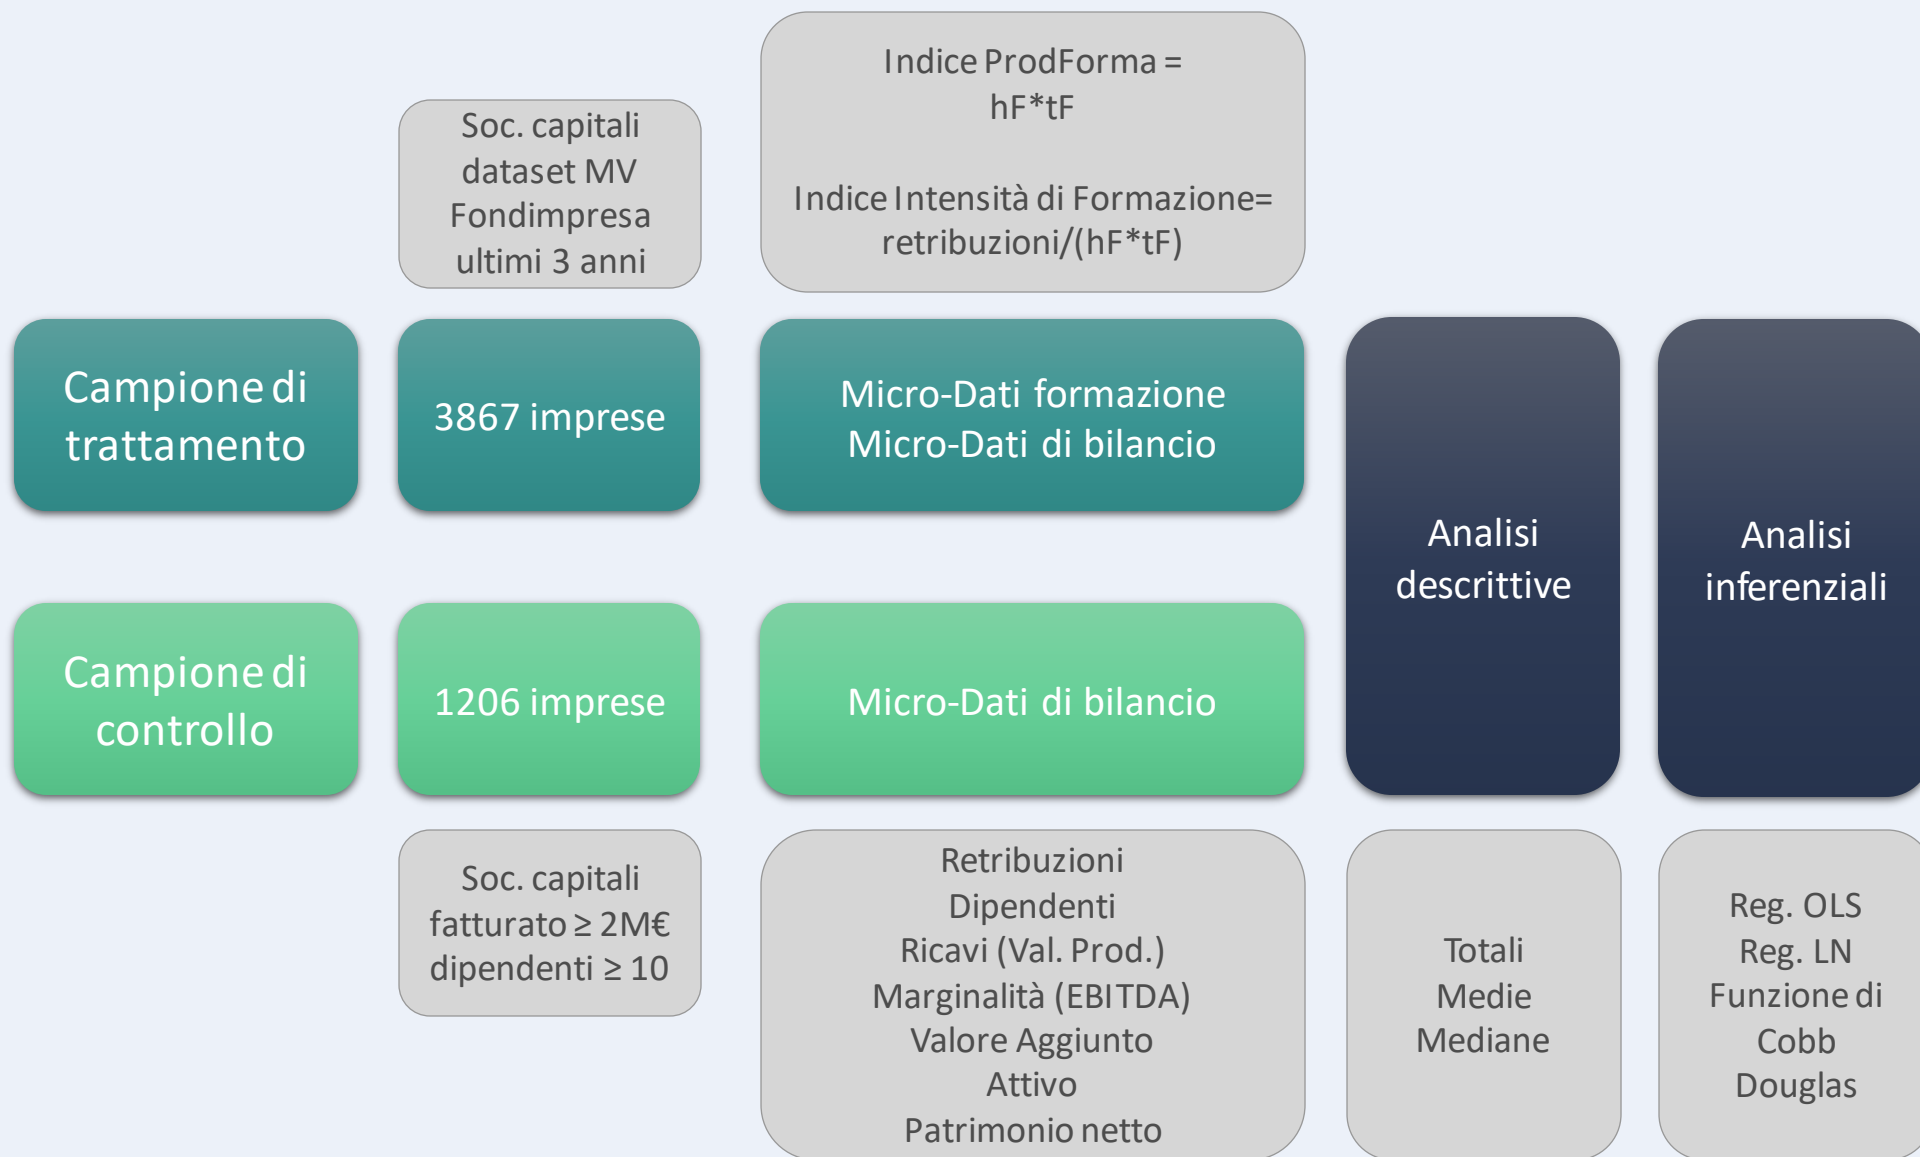 Indice ProdForma =
hF*tF
Indice Intensità di Formazione=
retribuzioni/(hF*tF)
Soc. capitali
dataset MV
Fondimpresa
ultimi 3 anni
Campione di
trattamento
3867 imprese
Micro-Dati formazione
Micro-Dati di bilancio
Analisi
descrittive
Analisi
inferenziali
Campione di
controllo
1206 imprese
Micro-Dati di bilancio
Soc. capitali
fatturato ≥ 2M€
dipendenti ≥ 10
Retribuzioni
Dipendenti
Ricavi (Val. Prod.)
Marginalità (EBITDA)
Valore Aggiunto
Attivo
Patrimonio netto
Totali
Medie
Mediane
Reg. OLS
Reg. LN
Funzione di
Cobb
Douglas